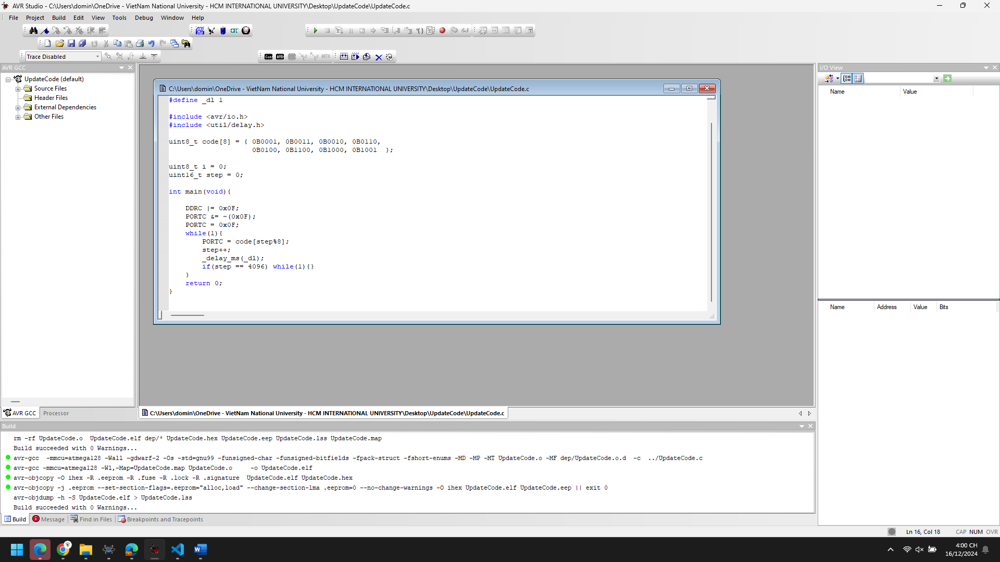 AVR Studio - C:\Users\domin\OneDrive - VietNam National University - HCM INTERNATIONAL UNIVERSITY\Desktop\UpdateCode\UpdateCode.c
File Project Build Edit View Tools Debug Window Help
Trace Disabled
Con AVR AUTO
AVR GCC
UpdateCode (default)
Source Files
Header Files
External Dependencies
Other Files
AVR GCC Processor
C:\Users\domin\OneDrive - VietNam National University - HCM INTERNATIONAL UNIVERSITY\Desktop\UpdateCode\UpdateCode.c
#define _dl 1
#include <avr/io.h>
#include <util/delay.h>
uint8_t code[8] = { 0B0001, 0B0011, 0B0010, 0B0110,
0B0100, 0B1100, 0B1000, 0B1001 };
uint8_t i = 0;
uint16_t step = 0;
int main(void){
DDRC |= 0x0F;
PORTC &= ~(0x0F);
PORTC = 0x0F;
while(1){
PORTC = code[step%8];
step++;
_delay_ms(_dl);
if(step == 4096) while(1){}
}
return 0;
}
C:\Users\domin\OneDrive - VietNam National University - HCM INTERNATIONAL UNIVERSITY\Desktop\UpdateCode\UpdateCode.c
I/O View
Name Value
Name Address Value Bits
Build
rm -rf UpdateCode.o UpdateCode.elf dep/* UpdateCode.hex UpdateCode.eep UpdateCode.lss UpdateCode.map
Build succeeded with 0 Warnings...
avr-gcc -mmcu=atmega128 -Wall -gdwarf-2 -Os -std=gnu99 -funsigned-char -funsigned-bitfields -fpack-struct -fshort-enums -MD -MP -MT UpdateCode.o -MF dep/UpdateCode.o.d -c ../UpdateCode.c
avr-gcc -mmcu=atmega128 -Wl,-Map=UpdateCode.map UpdateCode.o -o UpdateCode.elf
avr-objcopy -O ihex -R .eeprom -R .fuse -R .lock -R .signature UpdateCode.elf UpdateCode.hex
avr-objcopy -j .eeprom --set-section-flags=.eeprom="alloc,load" --change-section-lma .eeprom=0 --no-change-warnings -O ihex UpdateCode.elf UpdateCode.eep || exit 0
avr-objdump -h -S UpdateCode.elf > UpdateCode.lss
Build succeeded with 0 Warnings...
Build Message Find in Files Breakpoints and Tracepoints
Ln 16, Col 18 CAP NUM OVR
4:00 CH
16/12/2024